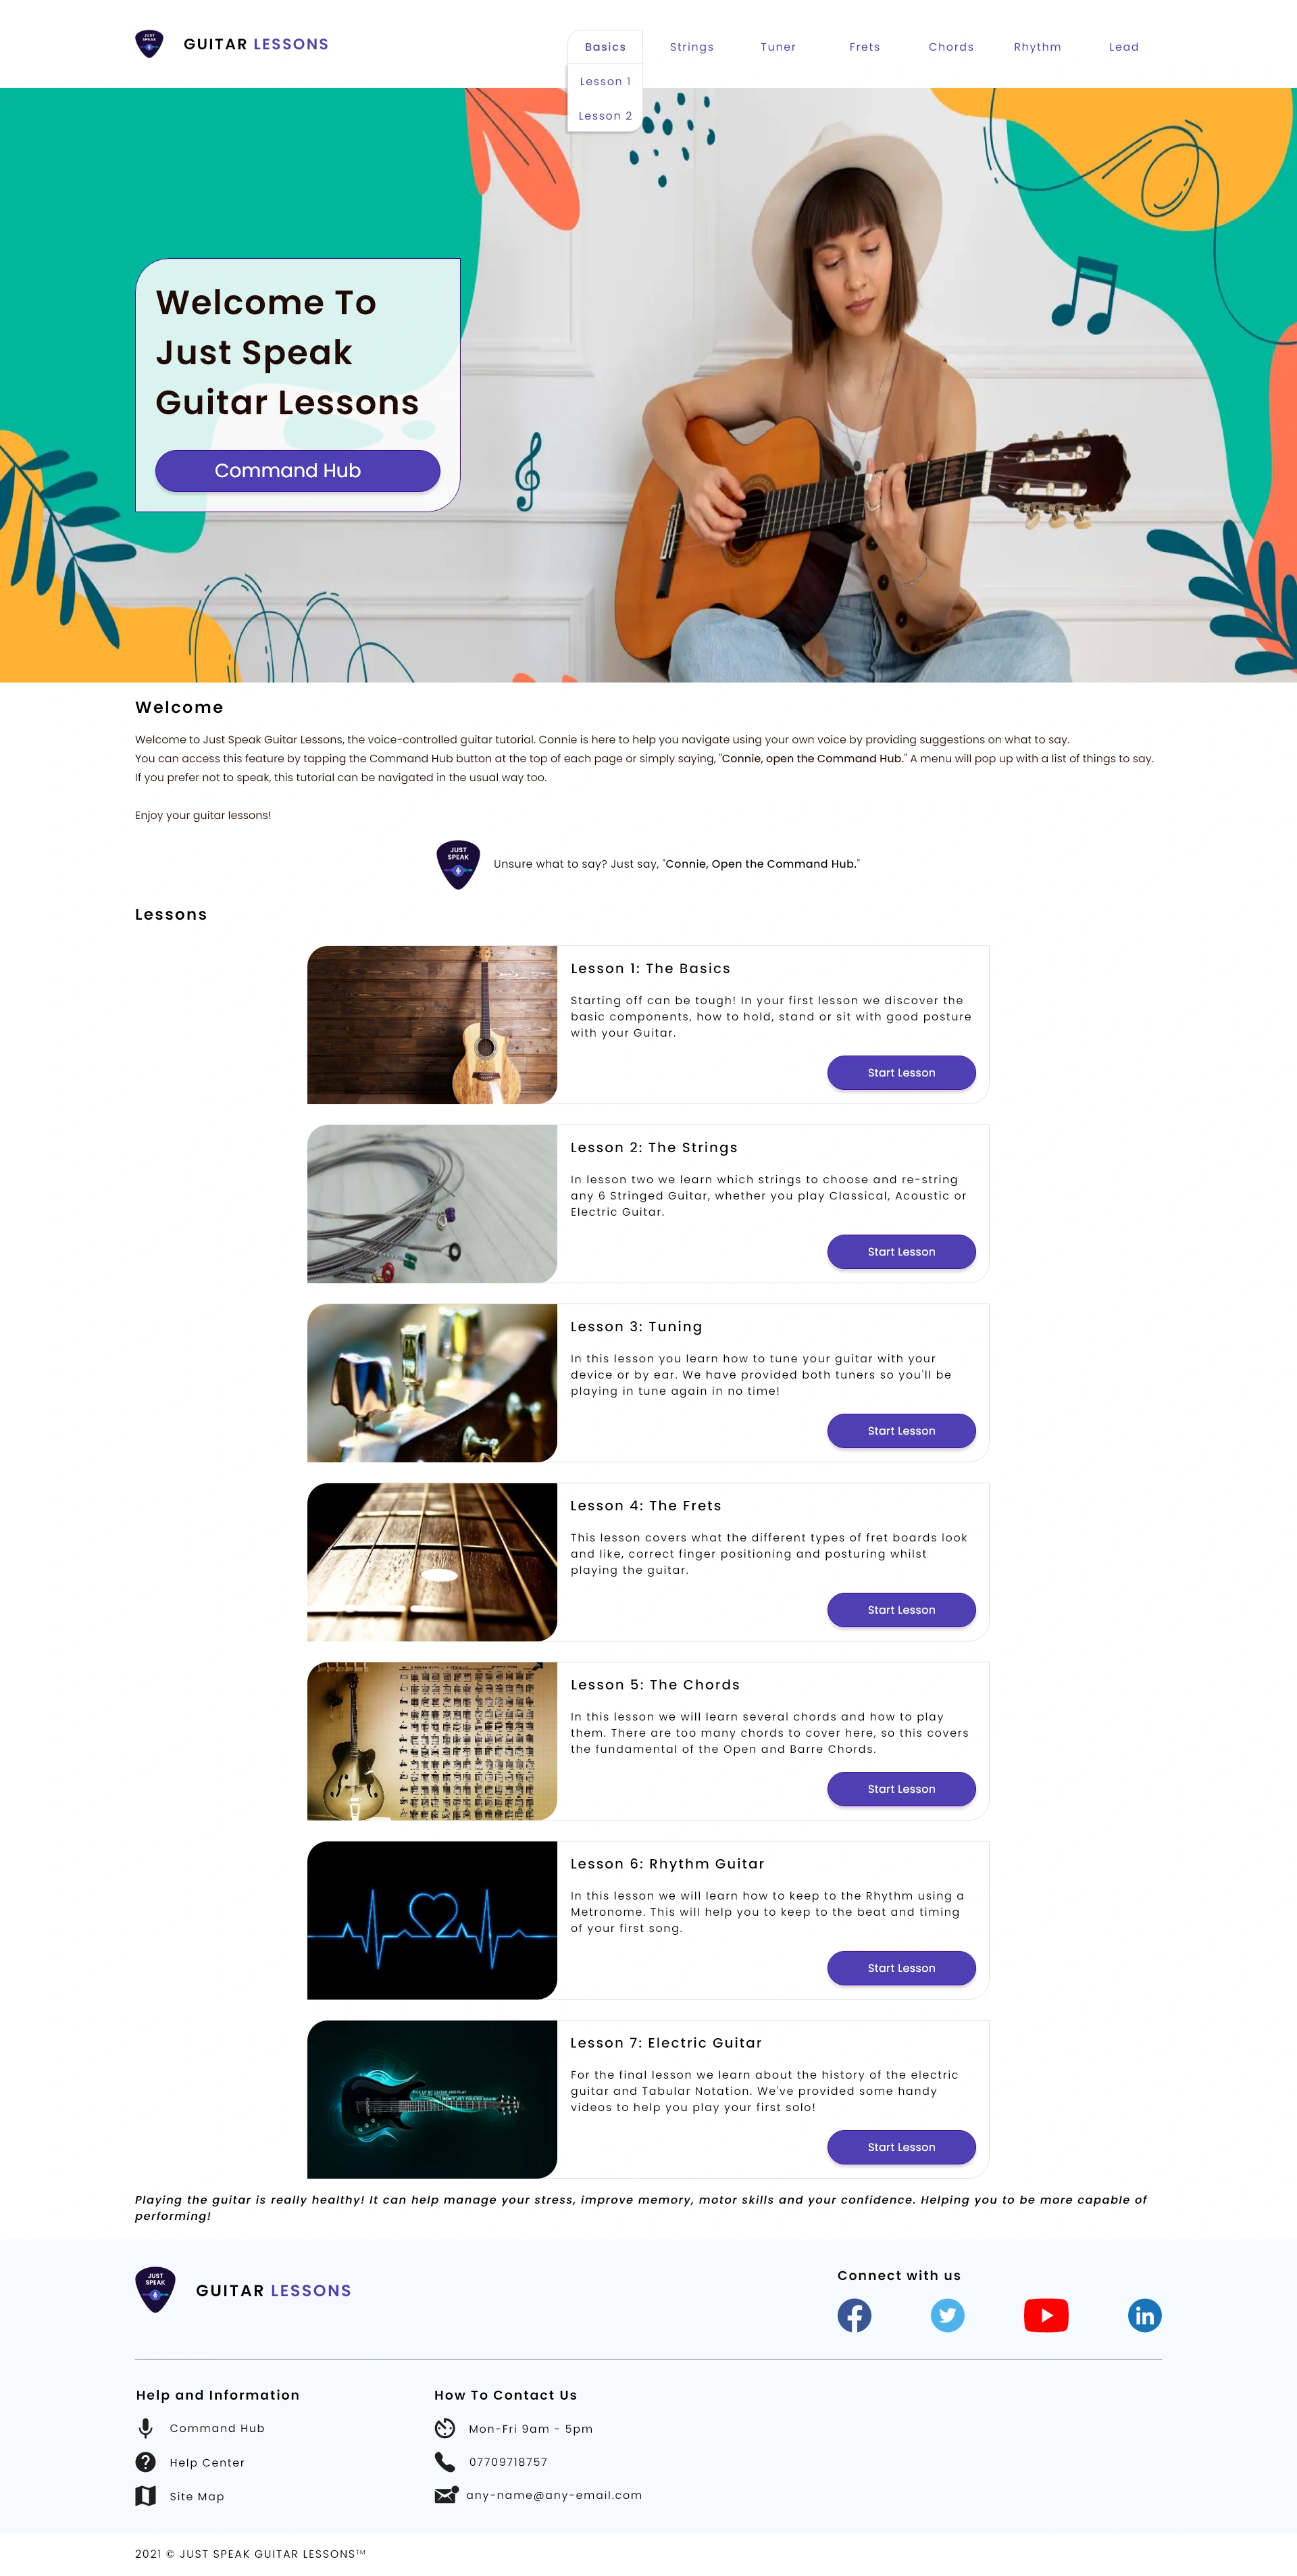 JUST
SPEAK
GUITAR LESSONS
Basics
Strings
Tuner
Frets
Chords
Rhythm
Lead
Lesson 1
Lesson 2
Welcome To
Just Speak
Guitar Lessons
Command Hub
Welcome
Welcome to Just Speak Guitar Lessons, the voice-controlled guitar tutorial. Connie is here to help you navigate using your own voice by providing suggestions on what to say.
You can access this feature by tapping the Command Hub button at the top of each page or simply saying, "Connie, open the Command Hub." A menu will pop up with a list of things to say.
If you prefer not to speak, this tutorial can be navigated in the usual way too.
Enjoy your guitar lessons!
JUST
SPEAK
Unsure what to say? Just say, "Connie, Open the Command Hub."
Lessons
Lesson 1: The Basics
Starting off can be tough! In your first lesson we discover the
basic components, how to hold, stand or sit with good posture
with your Guitar.
Start Lesson
Lesson 2: The Strings
In lesson two we learn which strings to choose and re-string
any 6 Stringed Guitar, whether you play Classical, Acoustic or
Electric Guitar.
Start Lesson
Lesson 3: Tuning
In this lesson you learn how to tune your guitar with your
device or by ear. We have provided both tuners so you'll be
playing in tune again in no time!
Start Lesson
Lesson 4: The Frets
This lesson covers what the different types of fret boards look
and like, correct finger positioning and posturing whilst
playing the guitar.
Start Lesson
Lesson 5: The Chords
In this lesson we will learn several chords and how to play
them. There are too many chords to cover here, so this covers
the fundamental of the Open and Barre Chords.
Start Lesson
Lesson 6: Rhythm Guitar
In this lesson we will learn how to keep to the Rhythm using a
Metronome. This will help you to keep to the beat and timing
of your first song.
Start Lesson
Lesson 7: Electric Guitar
For the final lesson we learn about the history of the electric
guitar and Tabular Notation. We've provided some handy
videos to help you play your first solo!
Start Lesson
Playing the guitar is really healthy! It can help manage your stress, improve memory, motor skills and your confidence. Helping you to be more capable of
performing!
JUST
SPEAK
GUITAR LESSONS
Connect with us
Help and Information
Command Hub
Help Center
Site Map
How To Contact Us
Mon-Fri 9am - 5pm
07709718757
any-name@any-email.com
2021 © JUST SPEAK GUITAR LESSONS™